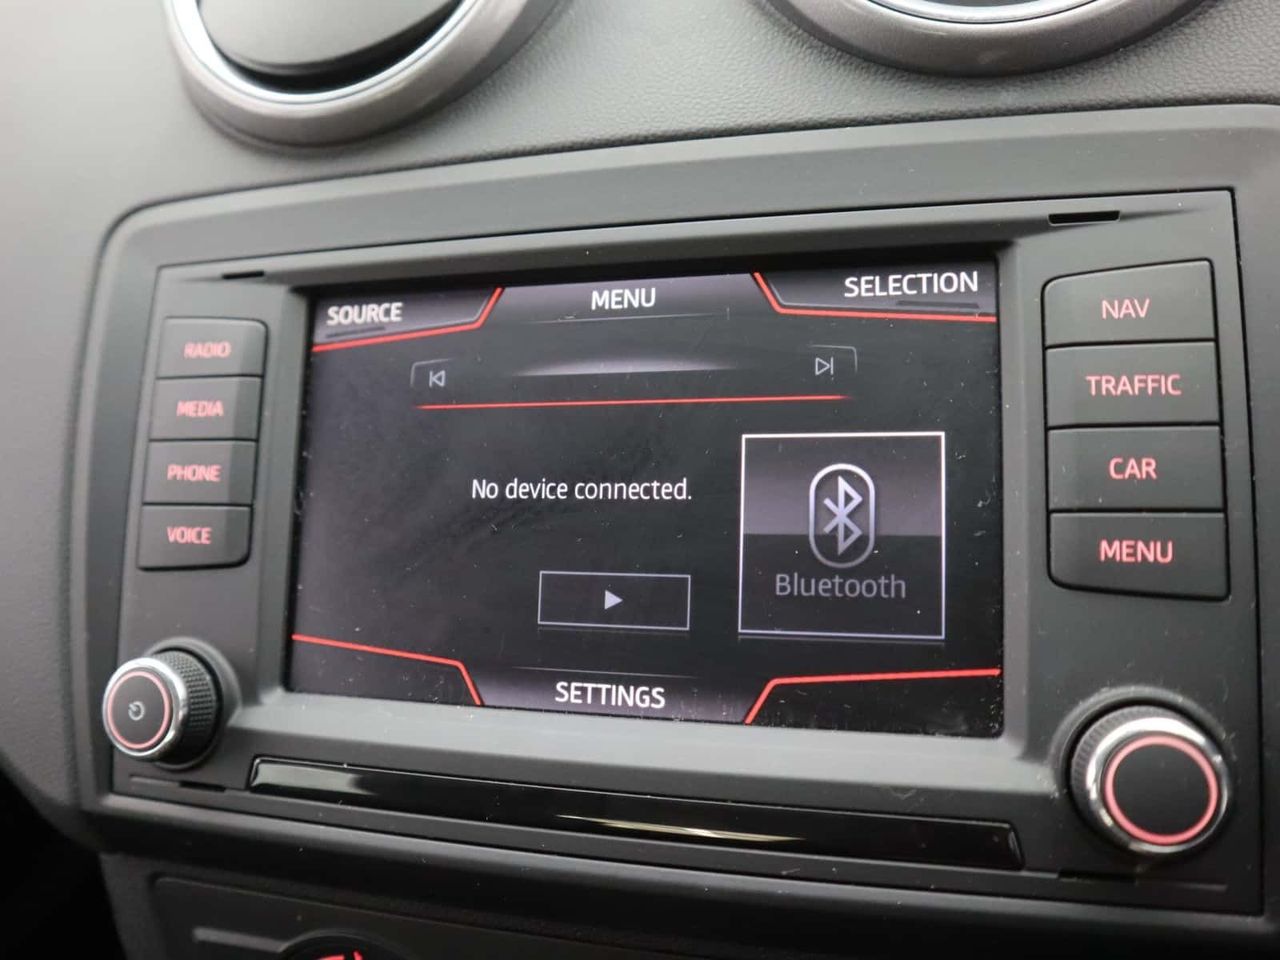 SOURCE
MENU
SELECTION
RADIO
MEDIA
PHONE
VOICE
No device connected.
Bluetooth
SETTINGS
NAV
TRAFFIC
CAR
MENU